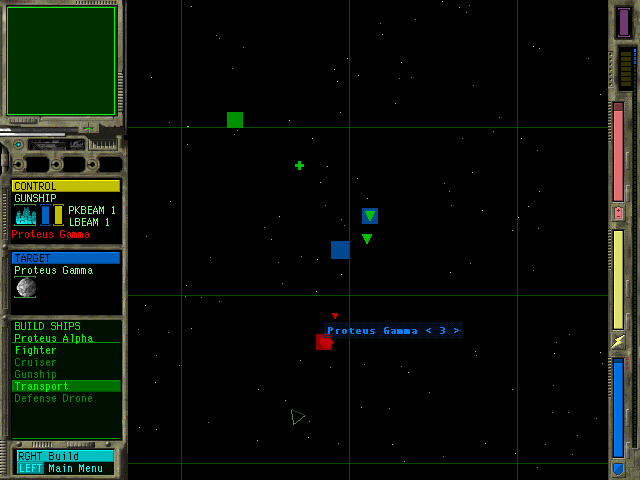 CONTROL
GUNSHIP
PKBEAM 1
LBEAM 1
Proteus Gamma
TARGET
Proteus Gamma
BUILD SHIPS
Proteus Alpha
Fighter
Cruiser
Gunship
Transport
Defense Drone
RGHT Build
LEFT Main Menu
Proteus Gamma < 3 >